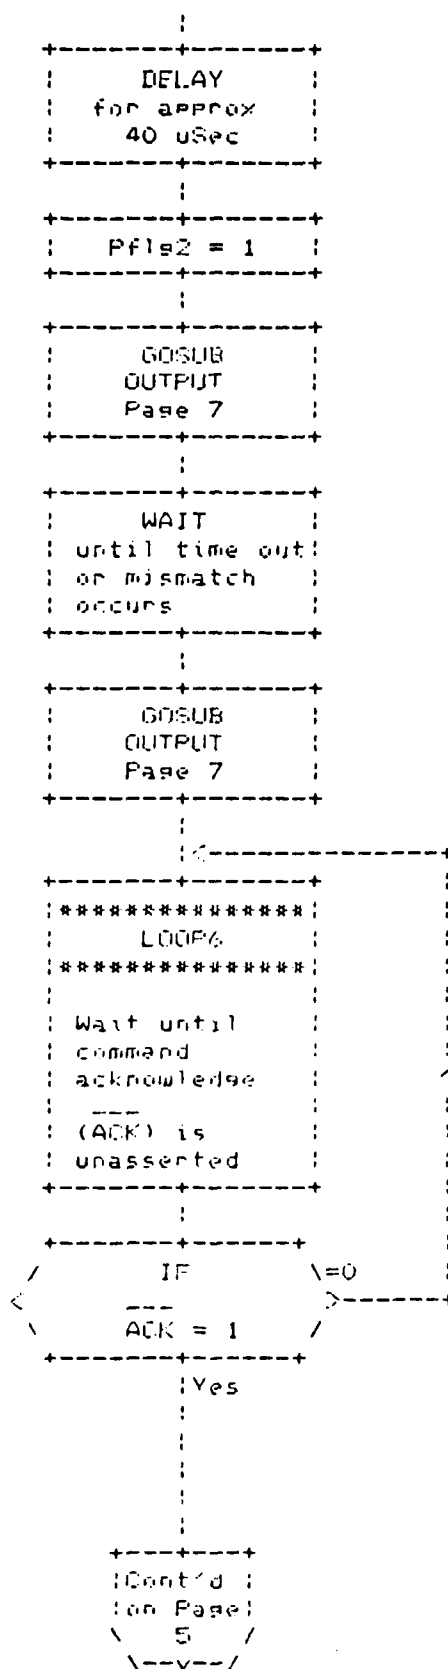 DELAY
for approx
40 uSec
Pflg2 = 1
GOSUB
OUTPUT
Page 7
WAIT
until time out
or mismatch
occurs
GOSUB
OUTPUT
Page 7
***************
LOOP6
***************
Wait until
command
acknowledge
(ACK) is
unasserted
IF
=0
ACK = 1
Yes
Cont'd
on Page
5